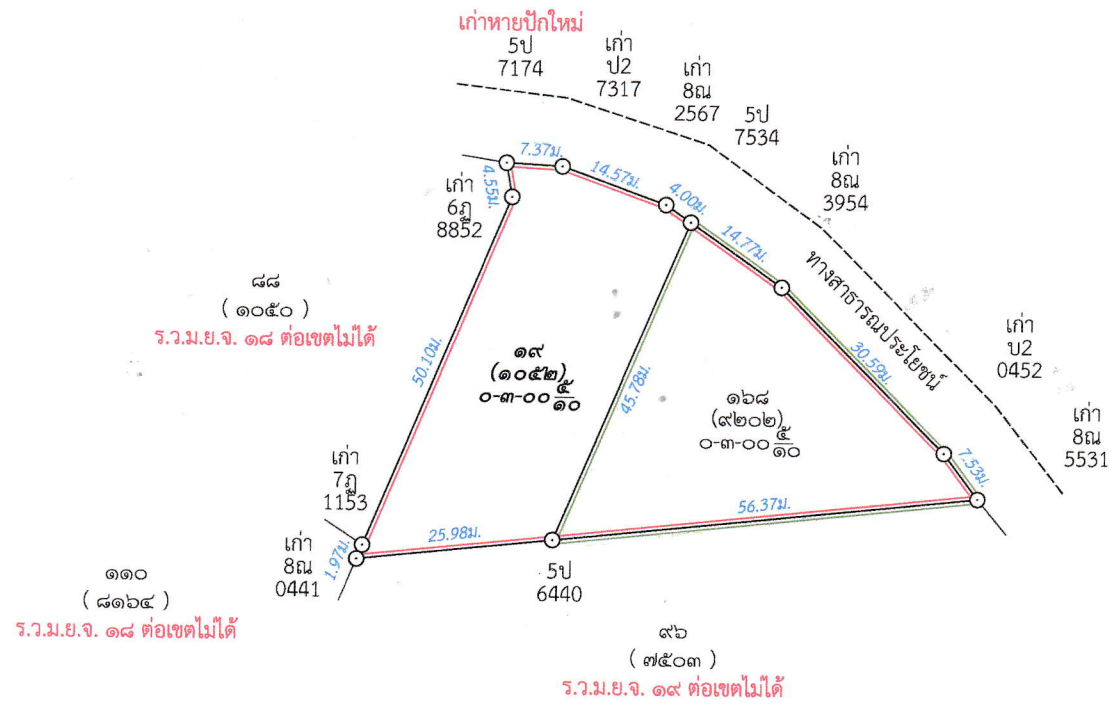 เก่าหายปักใหม่
5ป
7174
เก่า
ป2
7317
เก่า
8ณ
2567
5ป
7534
เก่า
8ณ
3954
7.37ม.
14.57ม.
4.00ม.
14.77ม.
4.55ม.
เก่า
6ฎ
8852
ทางสาธารณประโยชน์
30.59ม.
เก่า
บ2
0452
เก่า
8ณ
5531
7.53ม.
๘๘
( ๑๐๕๐ )
ร.ว.ม.ย.จ. ๑๘ ต่อเขตไม่ได้
50.10ม.
๑๙
(๑๐๕๒)
๐-๓-๐๐ ๕/๑๐
45.78ม.
๑๖๘
(๙๒๐๒)
๐-๓-๐๐ ๕/๑๐
เก่า
7ฎ
1153
เก่า
8ณ
0441
1.97ม.
25.98ม.
56.37ม.
5ป
6440
๑๑๐
( ๘๑๖๔ )
ร.ว.ม.ย.จ. ๑๘ ต่อเขตไม่ได้
๙๖
( ๗๕๐๓ )
ร.ว.ม.ย.จ. ๑๙ ต่อเขตไม่ได้